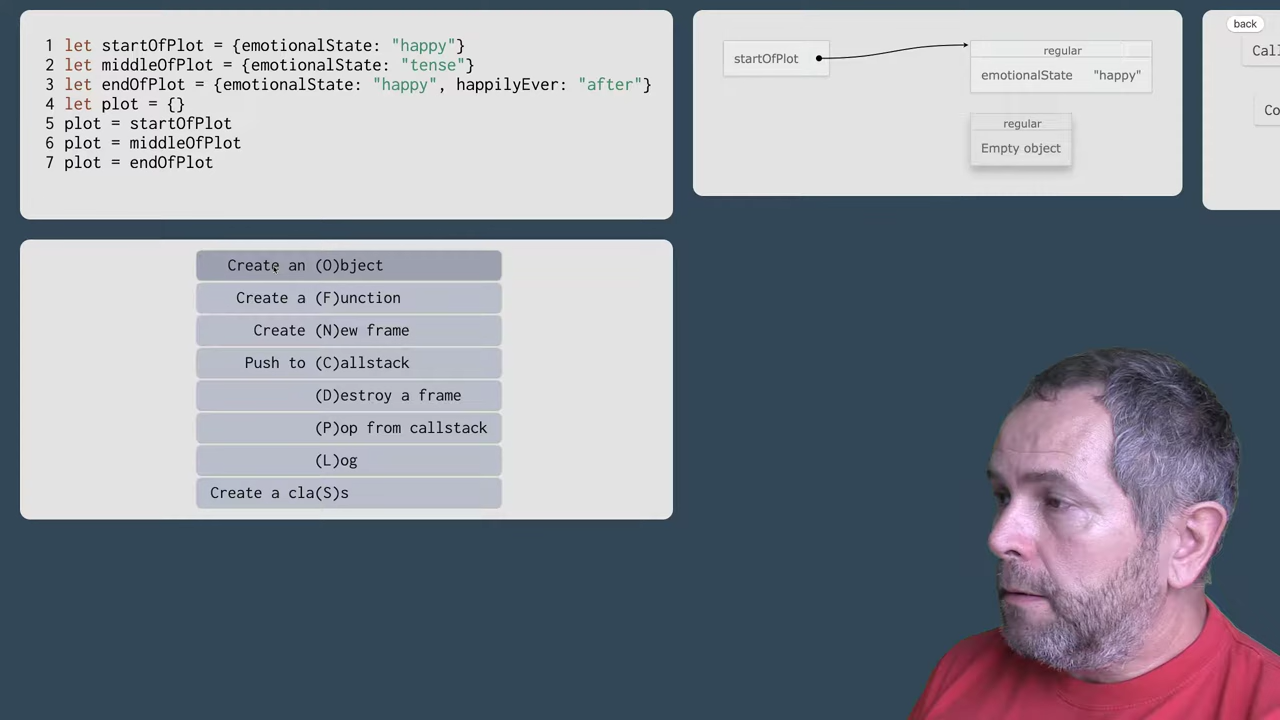 1 let startOfPlot = {emotionalState: "happy"}
2 let middleOfPlot = {emotionalState: "tense"}
3 let endOfPlot = {emotionalState: "happy", happilyEver: "after"}
4 let plot = {}
5 plot = startOfPlot
6 plot = middleOfPlot
7 plot = endOfPlot
Create an (O)bject
Create a (F)unction
Create (N)ew frame
Push to (C)allstack
(D)estroy a frame
(P)op from callstack
(L)og
Create a cla(S)s
startOfPlot
regular
emotionalState "happy"
regular
Empty object
back
Call
Co